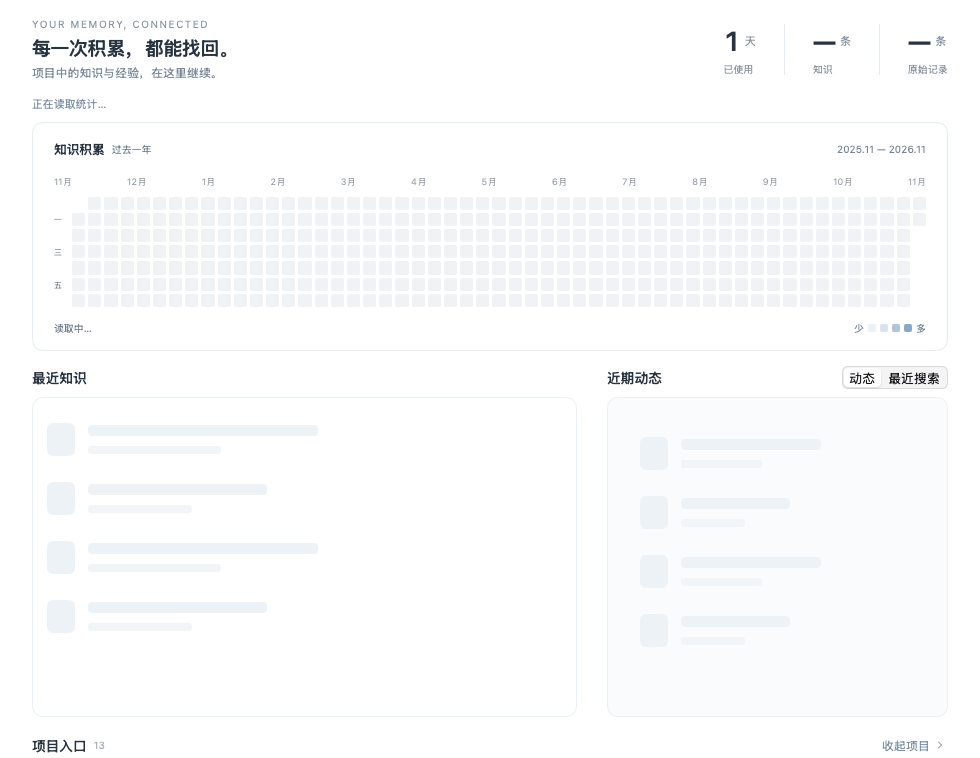 YOUR MEMORY, CONNECTED
每一次积累，都能找回。
项目中的知识与经验，在这里继续。
1 天
已使用
— 条
知识
— 条
原始记录
正在读取统计...
知识积累 过去一年
2025.11 — 2026.11
11月 12月 1月 2月 3月 4月 5月 6月 7月 8月 9月 10月 11月
一
三
五
读取中...
少 多
最近知识
近期动态
动态 最近搜索
项目入口 13
收起项目